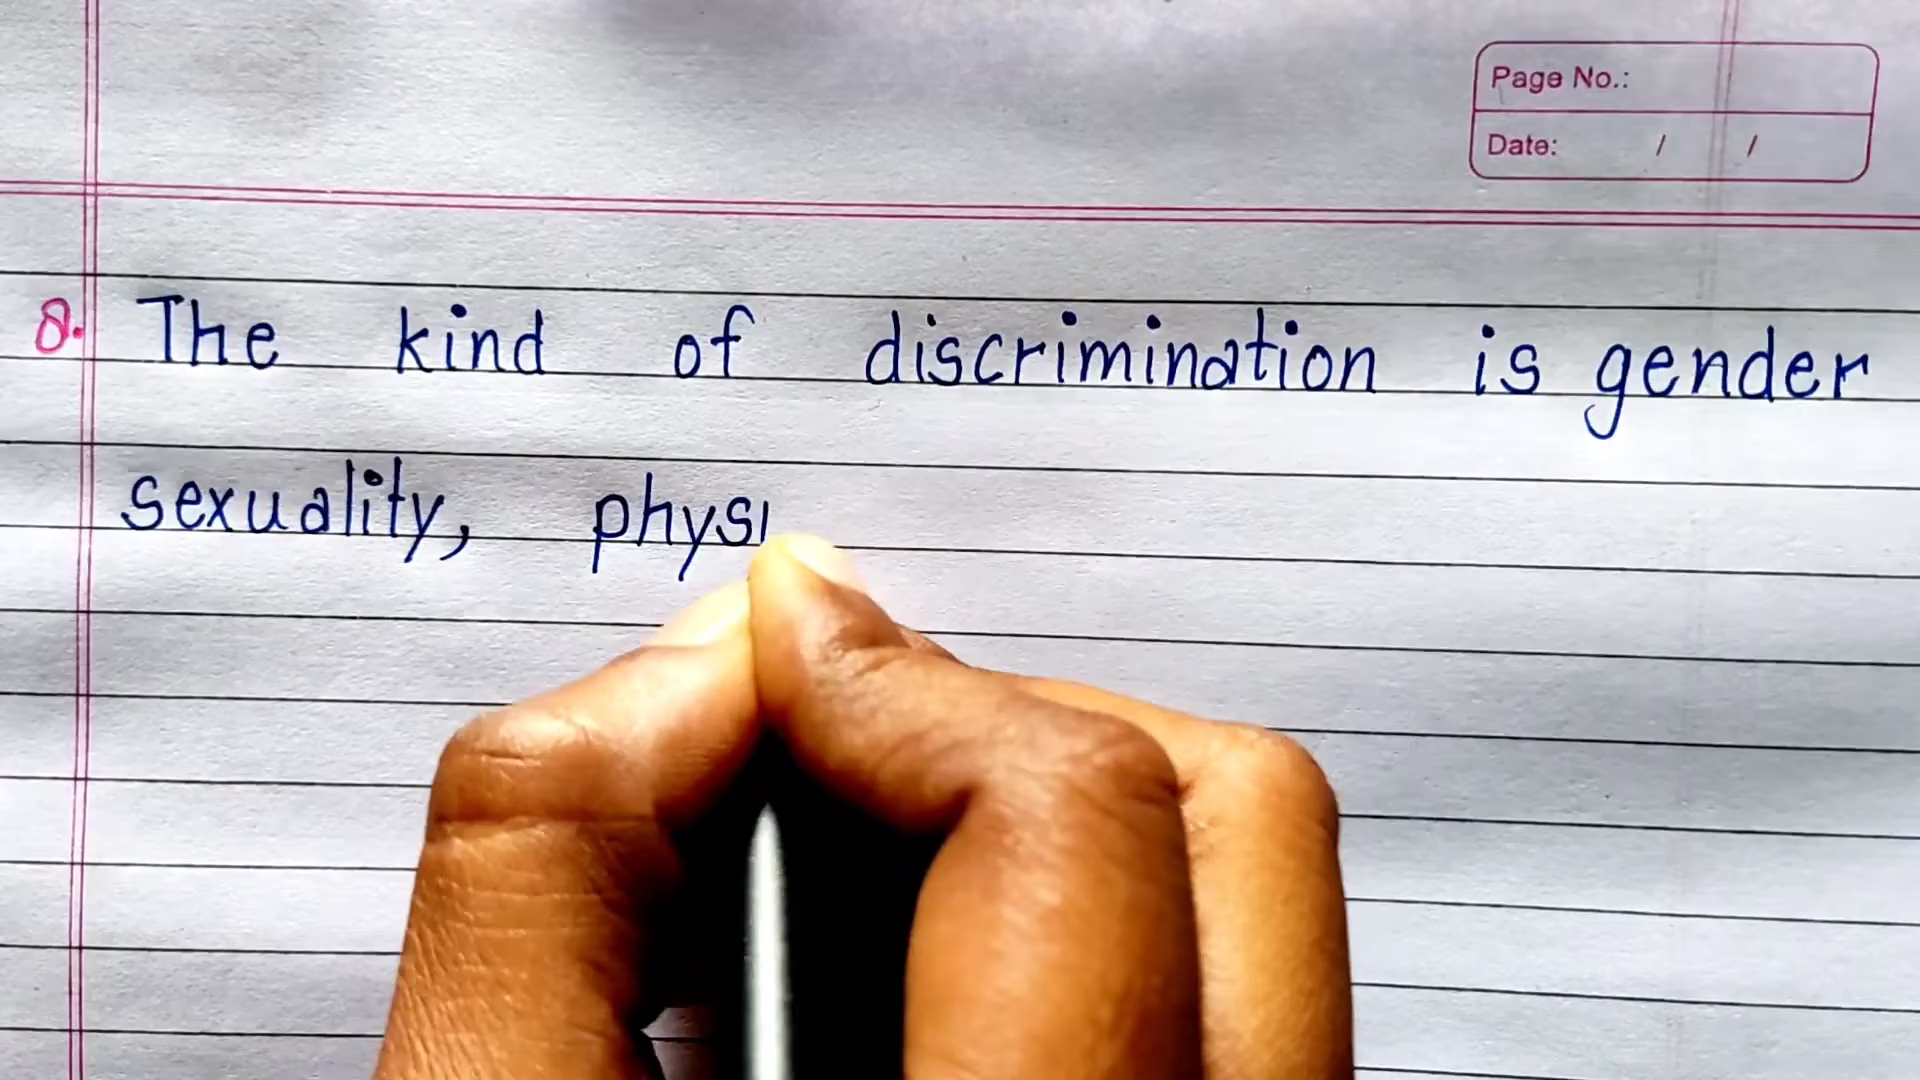 Page No.:
Date: / /
8. The kind of discrimination is gender
sexuality, physi